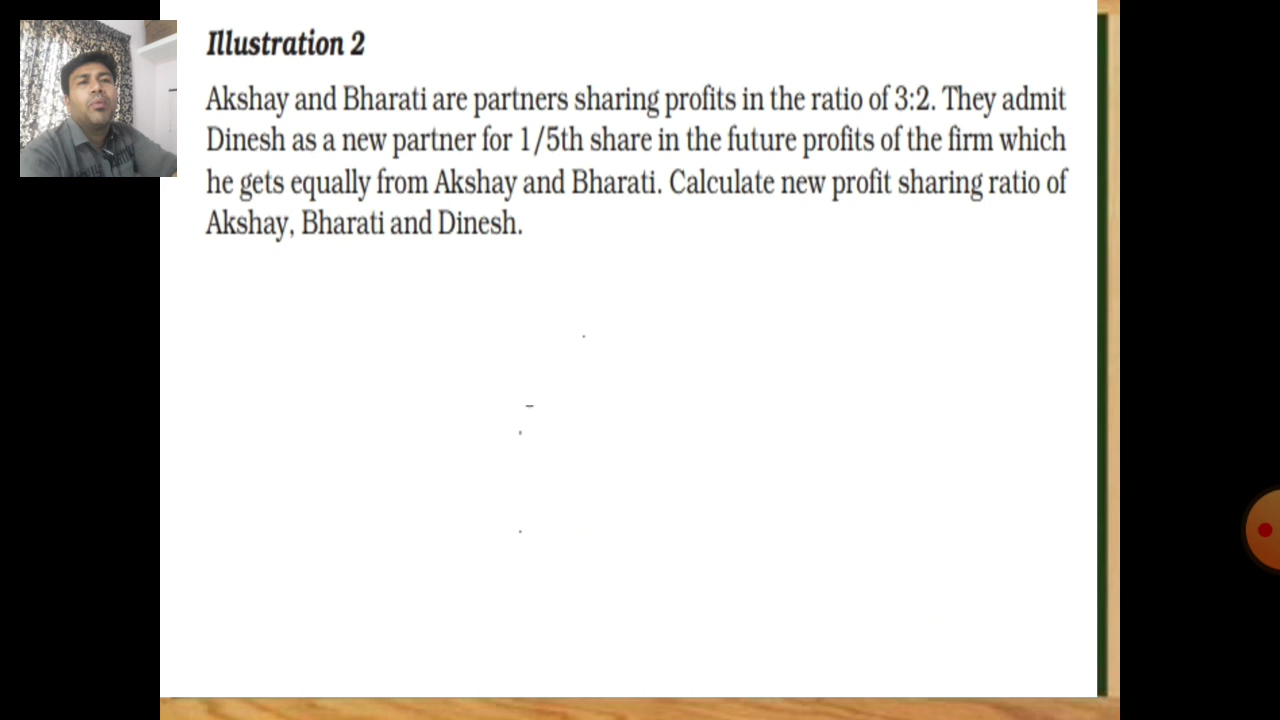 Illustration 2
Akshay and Bharati are partners sharing profits in the ratio of 3:2. They admit
Dinesh as a new partner for 1/5th share in the future profits of the firm which
he gets equally from Akshay and Bharati. Calculate new profit sharing ratio of
Akshay, Bharati and Dinesh.